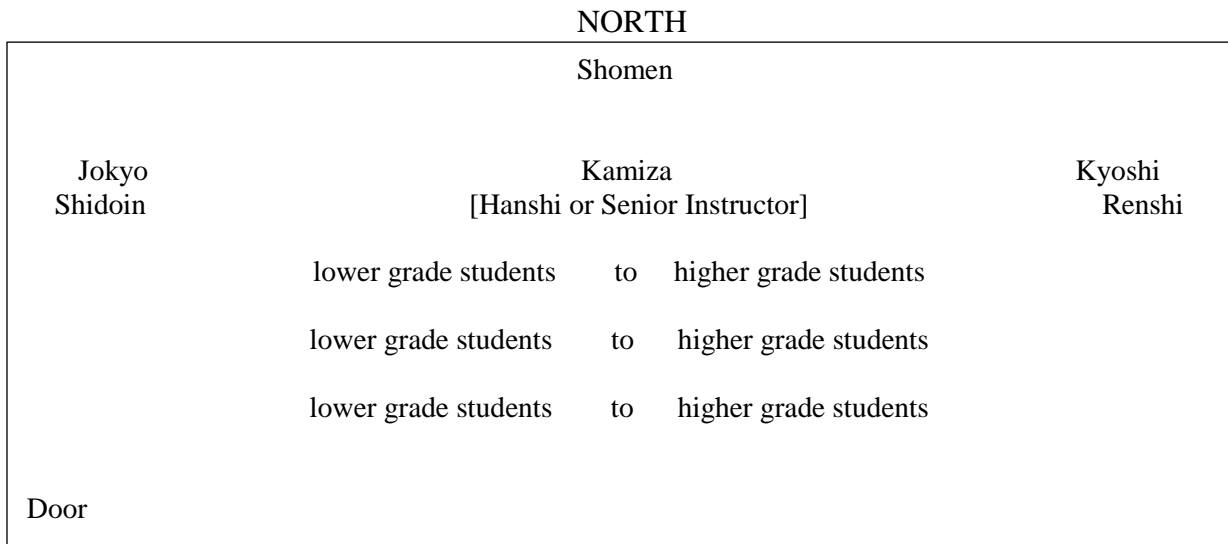 NORTH
Shomen
Jokyo Kamiza Kyoshi
Shidoin [Hanshi or Senior Instructor] Renshi
lower grade students to higher grade students
lower grade students to higher grade students
lower grade students to higher grade students
Door